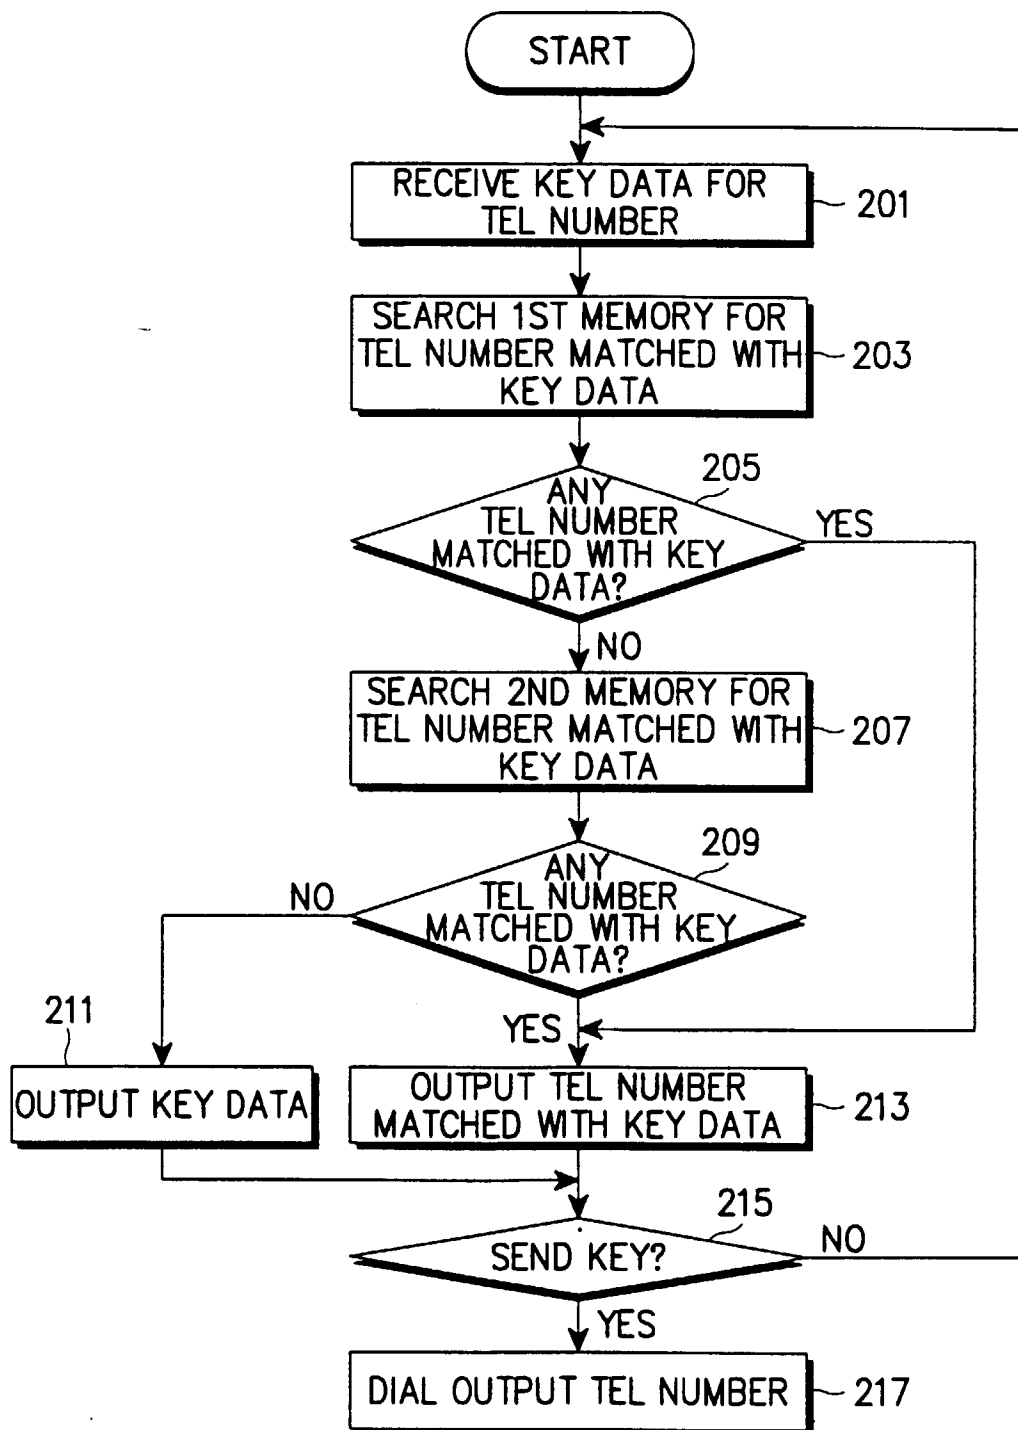 START
RECEIVE KEY DATA FOR
TEL NUMBER
201
SEARCH 1ST MEMORY FOR
TEL NUMBER MATCHED WITH
KEY DATA
203
205
ANY
TEL NUMBER
MATCHED WITH KEY
DATA?
YES
NO
SEARCH 2ND MEMORY FOR
TEL NUMBER MATCHED WITH
KEY DATA
207
209
ANY
TEL NUMBER
MATCHED WITH KEY
DATA?
NO
YES
211
OUTPUT KEY DATA
OUTPUT TEL NUMBER
MATCHED WITH KEY DATA
213
215
SEND KEY?
NO
YES
DIAL OUTPUT TEL NUMBER
217